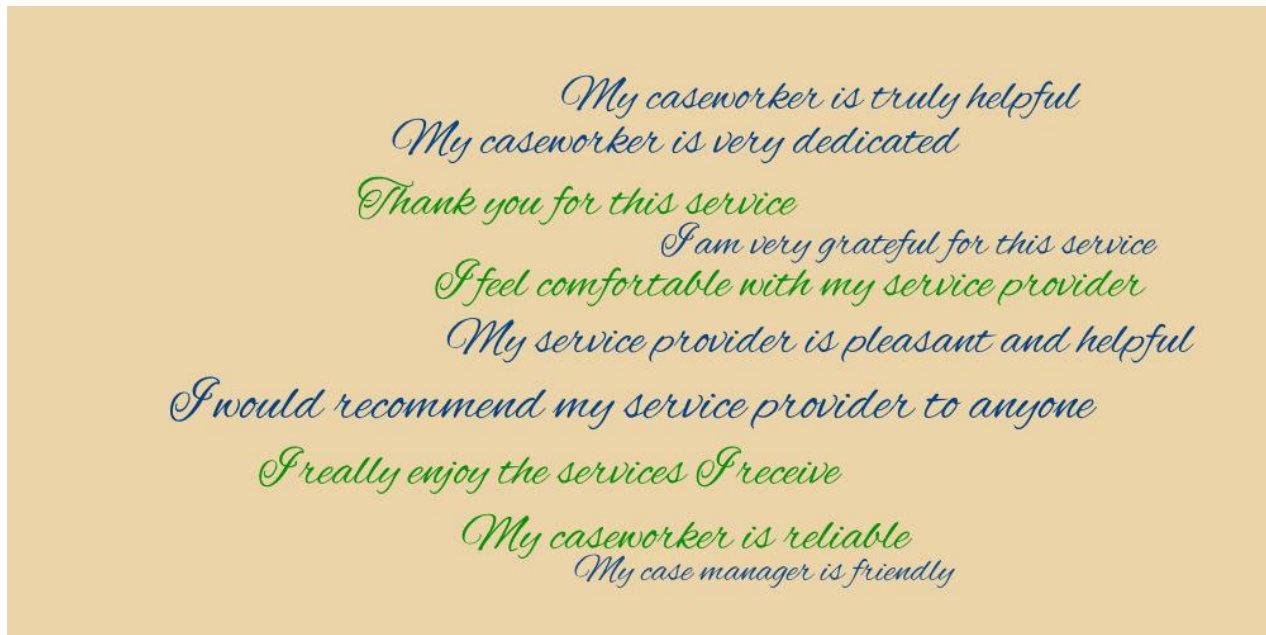 My caseworker is truly helpful
My caseworker is very dedicated
Thank you for this service
I am very grateful for this service
I feel comfortable with my service provider
My service provider is pleasant and helpful
I would recommend my service provider to anyone
I really enjoy the services I receive
My caseworker is reliable
My case manager is friendly